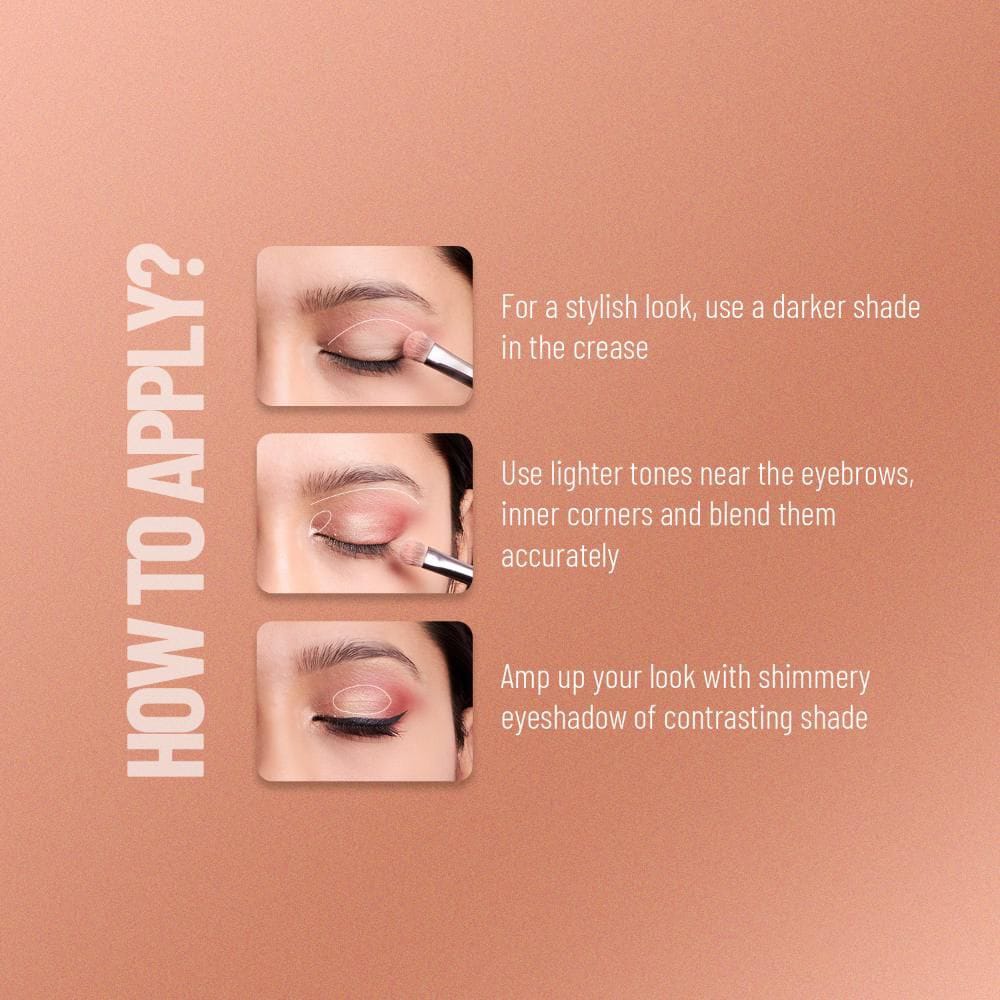 HOW TO APPLY?
For a stylish look, use a darker shade
in the crease
Use lighter tones near the eyebrows,
inner corners and blend them
accurately
Amp up your look with shimmery
eyeshadow of contrasting shade